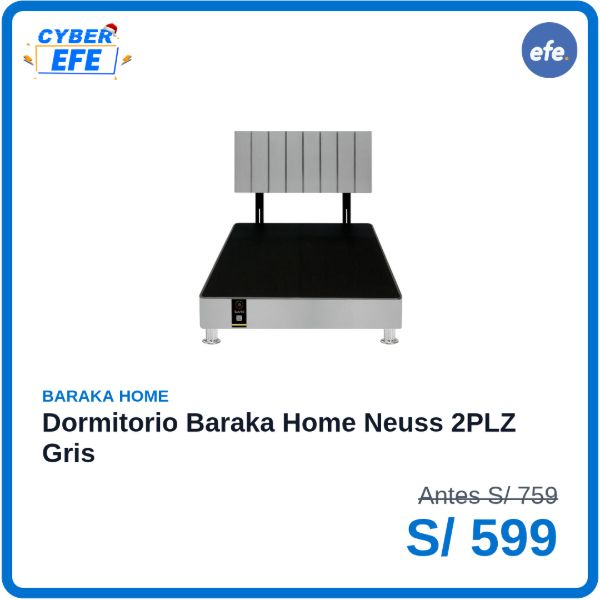 CYBER
EFE
efe.
BARAKA HOME
Dormitorio Baraka Home Neuss 2PLZ
Gris
Antes S/ 759
S/ 599